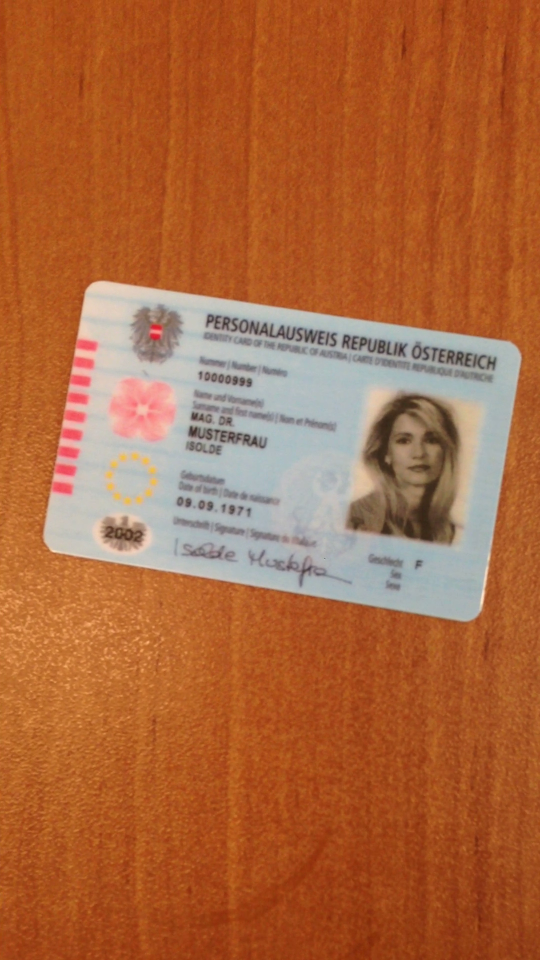 PERSONALAUSWEIS REPUBLIK ÖSTERREICH
IDENTITY CARD OF THE REPUBLIC OF AUSTRIA | CARTE D'IDENTITÉ RÉPUBLIQUE D'AUTRICHE
Nummer | Number | Numéro
10000999
Name und Vorname(n)
Surname and first name(s) | Nom et Prénom(s)
MAG. DR.
MUSTERFRAU
ISOLDE
Geburtsdatum
Date of birth | Date de naissance
09.09.1971
Unterschrift | Signature | Signature du titulaire
Isolde Musterfrau
Geschlecht F
Sex
Sexe
2002